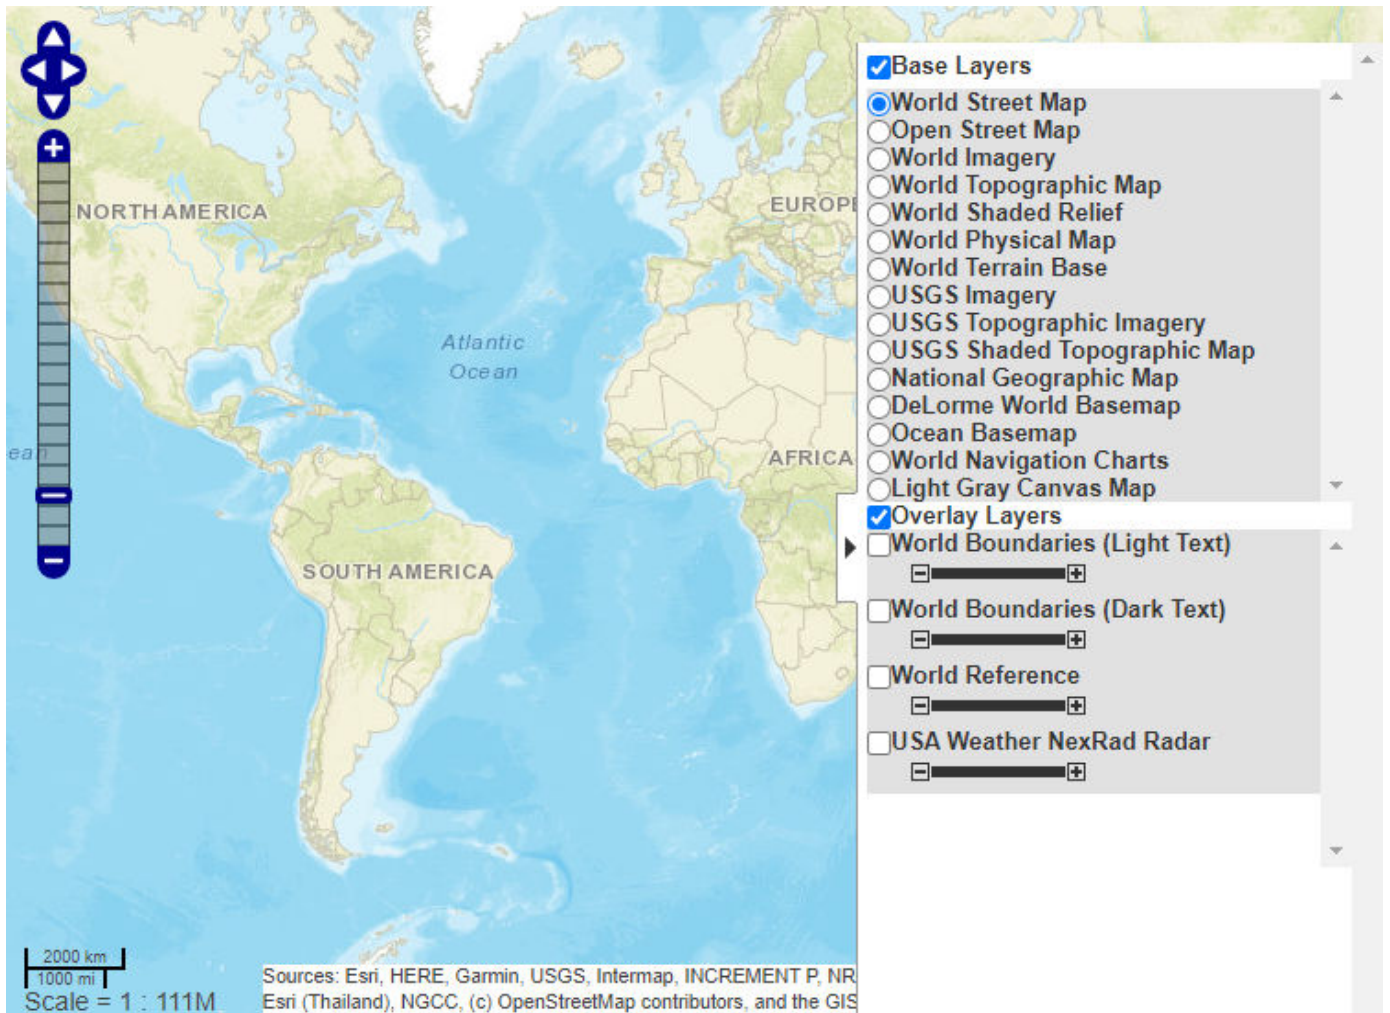 NORTH AMERICA
EUROPE
Atlantic
Ocean
ean
AFRICA
SOUTH AMERICA
2000 km
1000 mi
Scale = 1 : 111M
Sources: Esri, HERE, Garmin, USGS, Intermap, INCREMENT P, NR
Esri (Thailand), NGCC, (c) OpenStreetMap contributors, and the GIS
Base Layers
World Street Map
Open Street Map
World Imagery
World Topographic Map
World Shaded Relief
World Physical Map
World Terrain Base
USGS Imagery
USGS Topographic Imagery
USGS Shaded Topographic Map
National Geographic Map
DeLorme World Basemap
Ocean Basemap
World Navigation Charts
Light Gray Canvas Map
Overlay Layers
World Boundaries (Light Text)
World Boundaries (Dark Text)
World Reference
USA Weather NexRad Radar